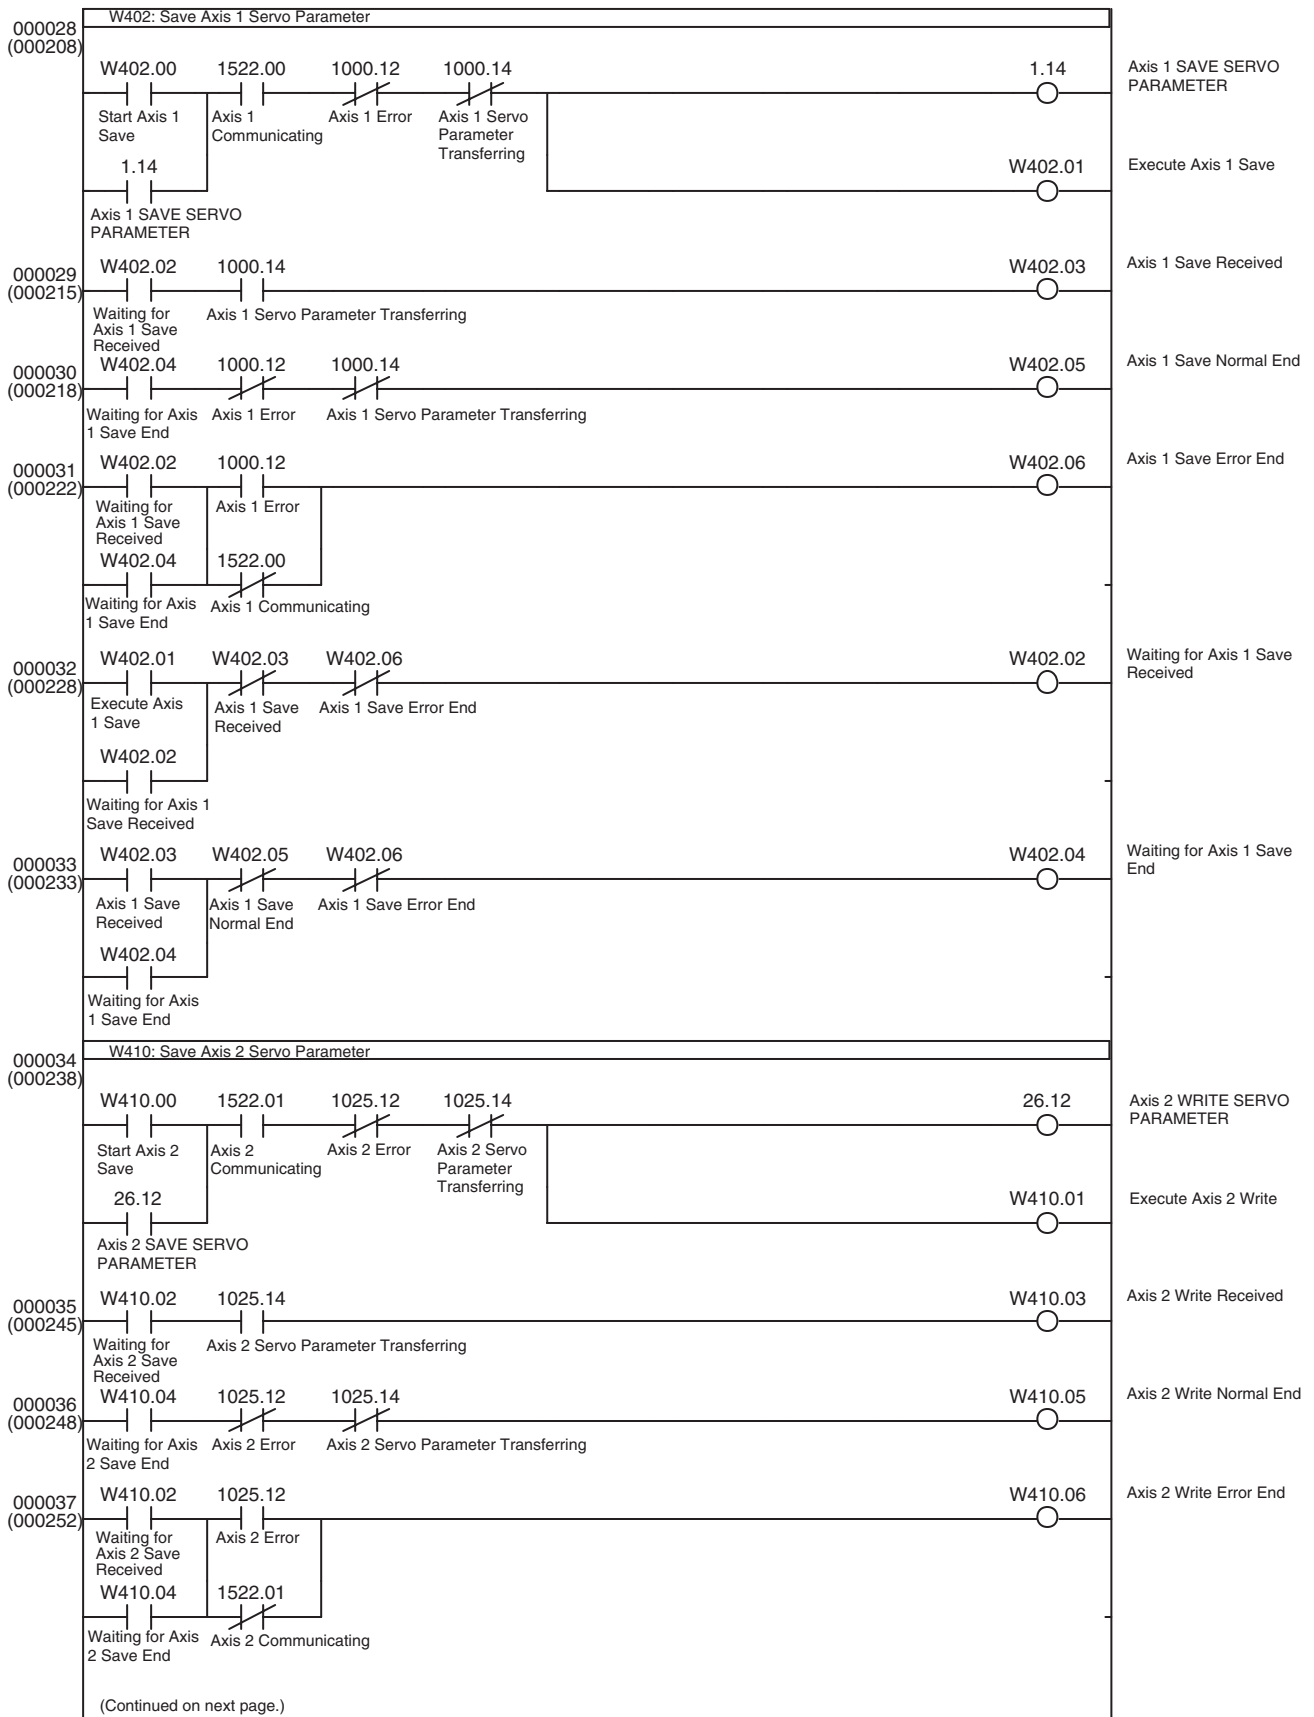 W402: Save Axis 1 Servo Parameter
000028
(000208)
W402.00 1522.00 1000.12 1000.14 1.14 Axis 1 SAVE SERVO
PARAMETER
Start Axis 1 Axis 1 Axis 1 Error Axis 1 Servo
Save Communicating Parameter
Transferring
1.14 W402.01 Execute Axis 1 Save
Axis 1 SAVE SERVO
PARAMETER
000029
(000215)
W402.02 1000.14 W402.03 Axis 1 Save Received
Waiting for Axis 1 Servo Parameter Transferring
Axis 1 Save
Received
000030
(000218)
W402.04 1000.12 1000.14 W402.05 Axis 1 Save Normal End
Waiting for Axis Axis 1 Error Axis 1 Servo Parameter Transferring
1 Save End
000031
(000222)
W402.02 1000.12 W402.06 Axis 1 Save Error End
Waiting for Axis 1 Error
Axis 1 Save
Received
W402.04 1522.00
Waiting for Axis Axis 1 Communicating
1 Save End
000032
(000228)
W402.01 W402.03 W402.06 W402.02 Waiting for Axis 1 Save
Received
Execute Axis Axis 1 Save Axis 1 Save Error End
1 Save Received
W402.02
Waiting for Axis 1
Save Received
000033
(000233)
W402.03 W402.05 W402.06 W402.04 Waiting for Axis 1 Save
End
Axis 1 Save Axis 1 Save Axis 1 Save Error End
Received Normal End
W402.04
Waiting for Axis
1 Save End
W410: Save Axis 2 Servo Parameter
000034
(000238)
W410.00 1522.01 1025.12 1025.14 26.12 Axis 2 WRITE SERVO
PARAMETER
Start Axis 2 Axis 2 Axis 2 Error Axis 2 Servo
Save Communicating Parameter
Transferring
26.12 W410.01 Execute Axis 2 Write
Axis 2 SAVE SERVO
PARAMETER
000035
(000245)
W410.02 1025.14 W410.03 Axis 2 Write Received
Waiting for Axis 2 Servo Parameter Transferring
Axis 2 Save
Received
000036
(000248)
W410.04 1025.12 1025.14 W410.05 Axis 2 Write Normal End
Waiting for Axis Axis 2 Error Axis 2 Servo Parameter Transferring
2 Save End
000037
(000252)
W410.02 1025.12 W410.06 Axis 2 Write Error End
Waiting for Axis 2 Error
Axis 2 Save
Received
W410.04 1522.01
Waiting for Axis Axis 2 Communicating
2 Save End
(Continued on next page.)